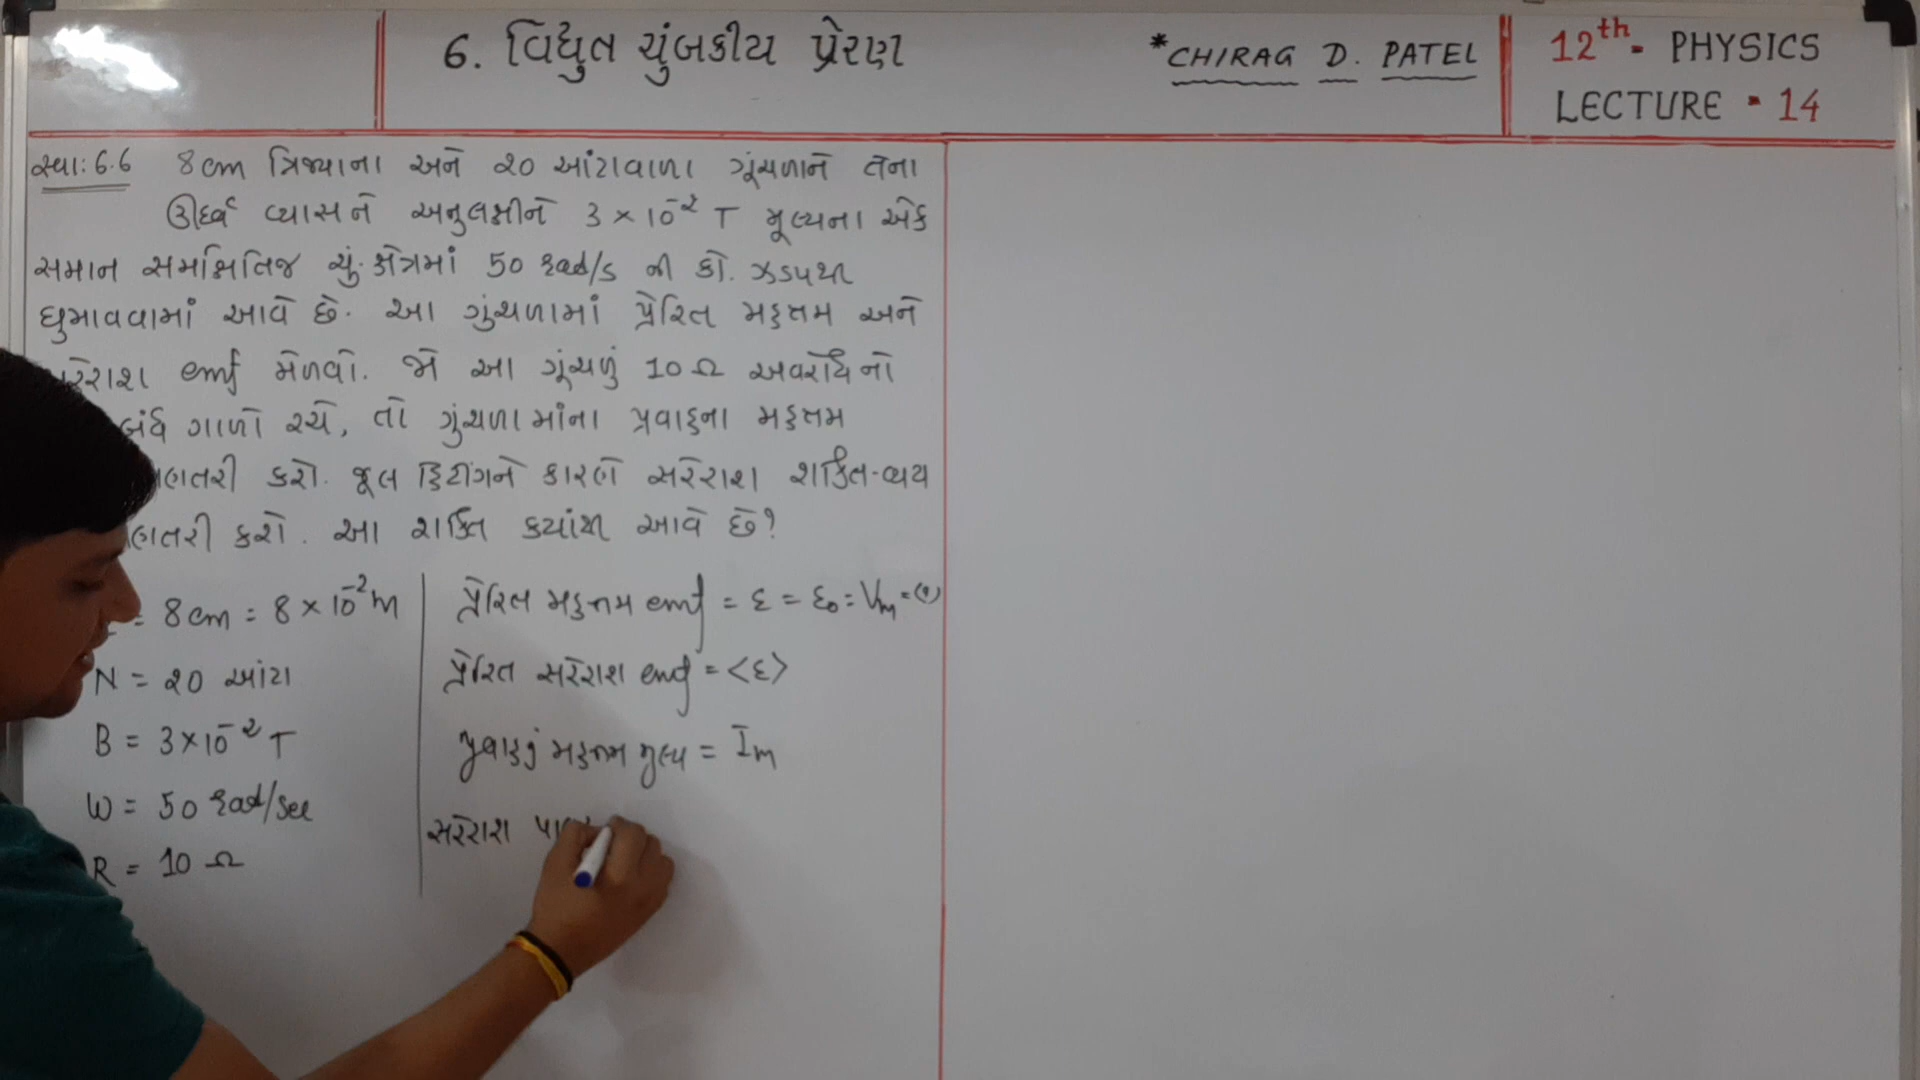 6. વિદ્યુત ચુંબકીય પ્રેરણ
*CHIRAG D. PATEL
12th- PHYSICS
LECTURE - 14
સ્વા: 6.6 8 cm ત્રિજ્યાના અને 20 આંટાવાળા ગૂંચળાને તેના
ઊર્ધ્વ વ્યાસને અનુલક્ષીને 3 × 10⁻² T મૂલ્યના એક
સમાન સમક્ષિતિજ ચું. ક્ષેત્રમાં 50 rad/s ની કો. ઝડપથી
ઘુમાવવામાં આવે છે. આ ગુંચળામાં પ્રેરિત મહત્તમ અને
સરેરાશ emf મેળવો. જો આ ગૂંચળું 10 Ω અવરોધનો
બંધ ગાળો રચે, તો ગુંચળામાંના પ્રવાહના મહત્તમ
ણતરી કરો. જૂલ હિટીંગને કારણે સરેરાશ શક્તિ-વ્યય
ણતરી કરો. આ શક્તિ ક્યાંથી આવે છે?
= 8 cm = 8 × 10⁻² m
N = 20 આંટા
B = 3 × 10⁻² T
W = 50 rad/sec
R = 10 Ω
પ્રેરિત મહત્તમ emf = ε = ε₀ = Vm = (?)
પ્રેરિત સરેરાશ emf = <ε>
પ્રવાહનું મહત્તમ મુલ્ય = Im
સરેરાશ પા